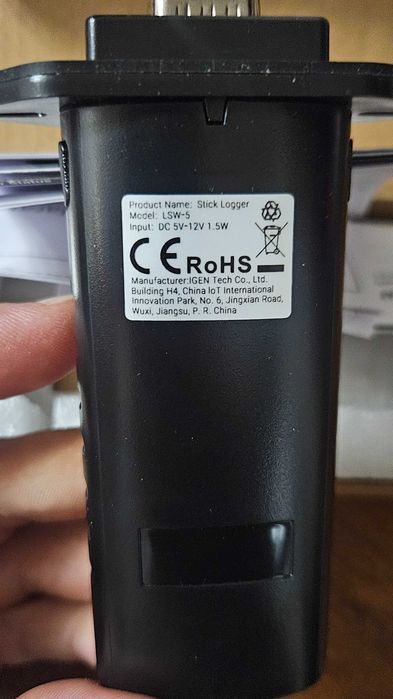 Product Name: Stick Logger
Model: LSW-5
Input: DC 5V-12V 1.5W
CE RoHS
Manufacturer:IGEN Tech Co., Ltd.
Building H4, China IoT International
Innovation Park, No. 6, Jingxian Road,
Wuxi, Jiangsu, P. R. China